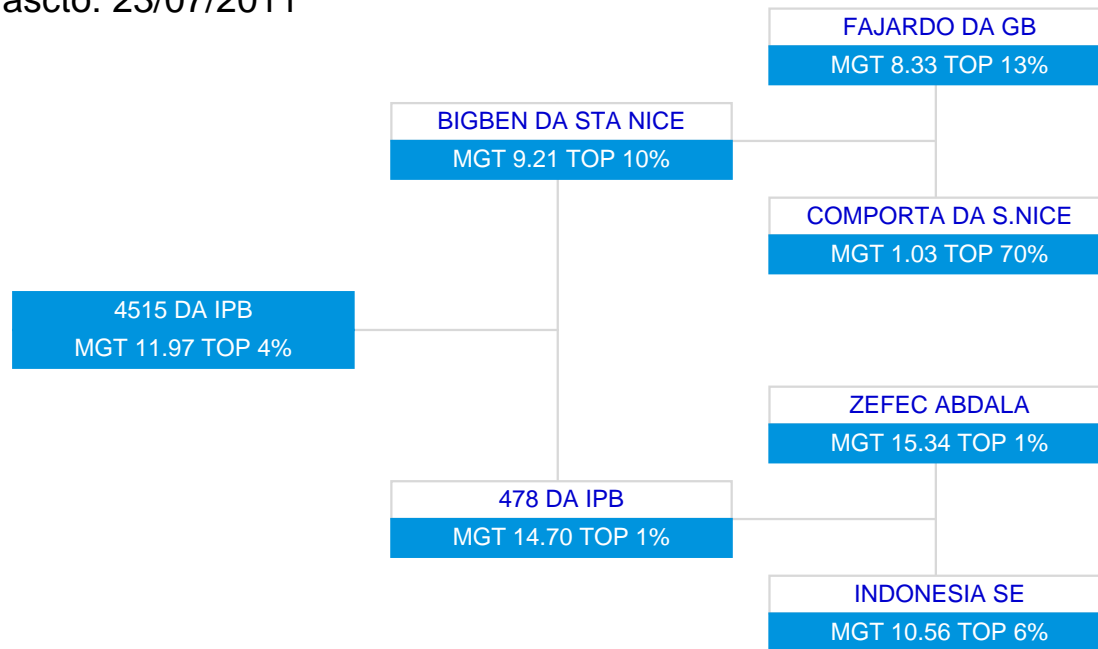 ascto: 23/07/2011
FAJARDO DA GB
MGT 8.33 TOP 13%
BIGBEN DA STA NICE
MGT 9.21 TOP 10%
COMPORTA DA S.NICE
MGT 1.03 TOP 70%
4515 DA IPB
MGT 11.97 TOP 4%
ZEFEC ABDALA
MGT 15.34 TOP 1%
478 DA IPB
MGT 14.70 TOP 1%
INDONESIA SE
MGT 10.56 TOP 6%